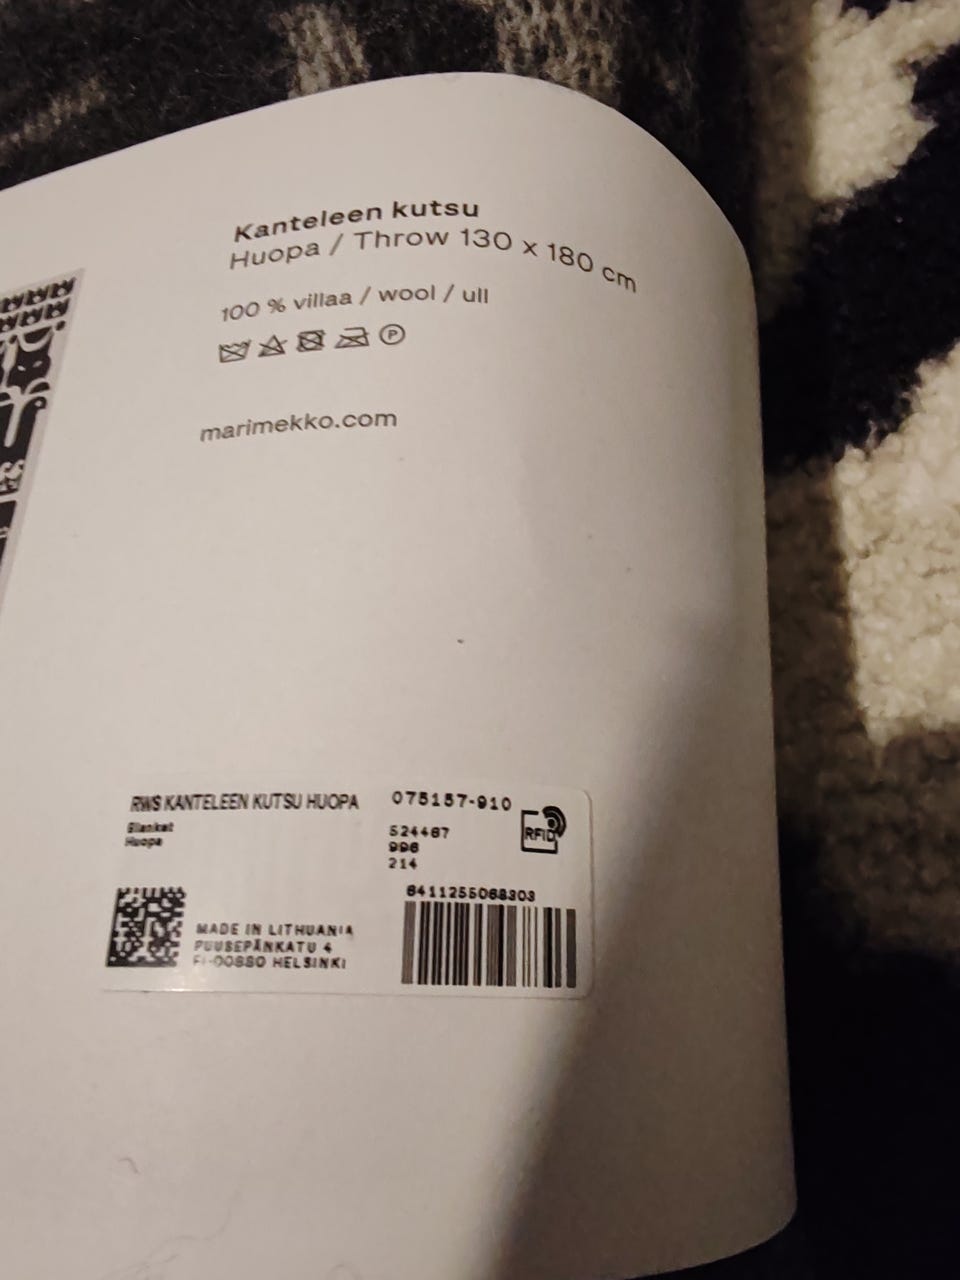 Kanteleen kutsu
Huopa / Throw 130 x 180 cm
100 % villaa / wool / ull
P
marimekko.com
RWS KANTELEEN KUTSU HUOPA
Blanket
Huopa
075157-910
524467
996
214
RFID
6411255068303
MADE IN LITHUANIA
PUUSEPÄNKATU 4
FI-00880 HELSINKI